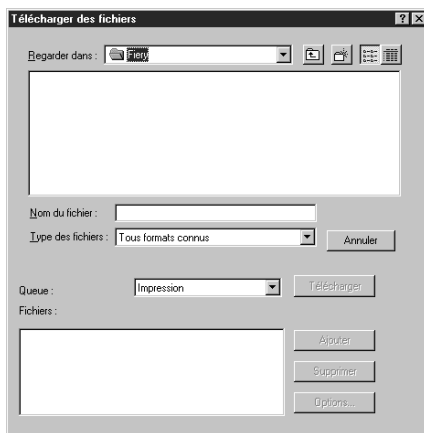 Télécharger des fichiers
Regarder dans : Fiery
Nom du fichier :
Type des fichiers : Tous formats connus Annuler
Queue : Impression Télécharger
Fichiers :
Ajouter
Supprimer
Options...